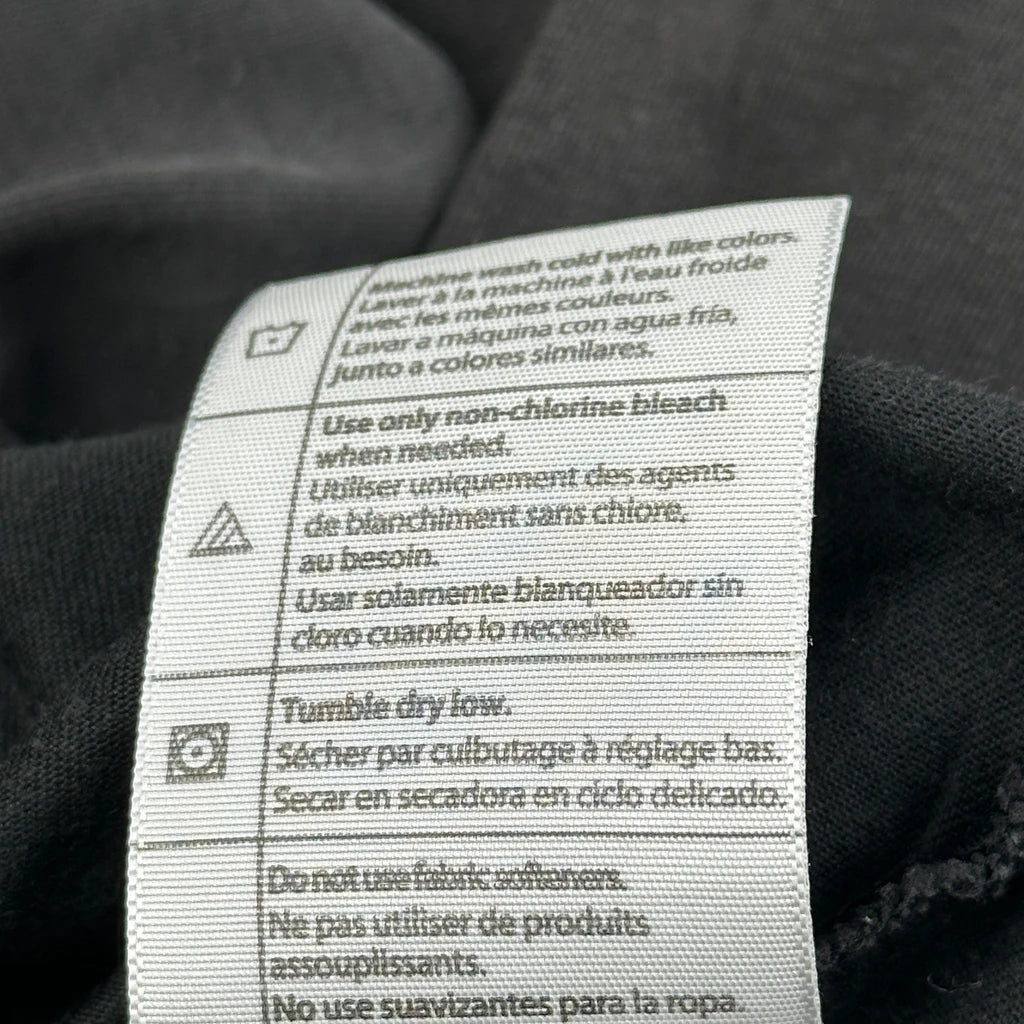 Machine wash cold with like colors.
Laver à la machine à l'eau froide
avec les mêmes couleurs.
Lavar a máquina con agua fría,
junto a colores similares.
Use only non-chlorine bleach
when needed.
Utiliser uniquement des agents
de blanchiment sans chlore,
au besoin.
Usar solamente blanqueador sin
cloro cuando lo necesite.
Tumble dry low.
Sécher par culbutage à réglage bas.
Secar en secadora en ciclo delicado.
Do not use fabric softeners.
Ne pas utiliser de produits
assouplissants.
No use suavizantes para la ropa.